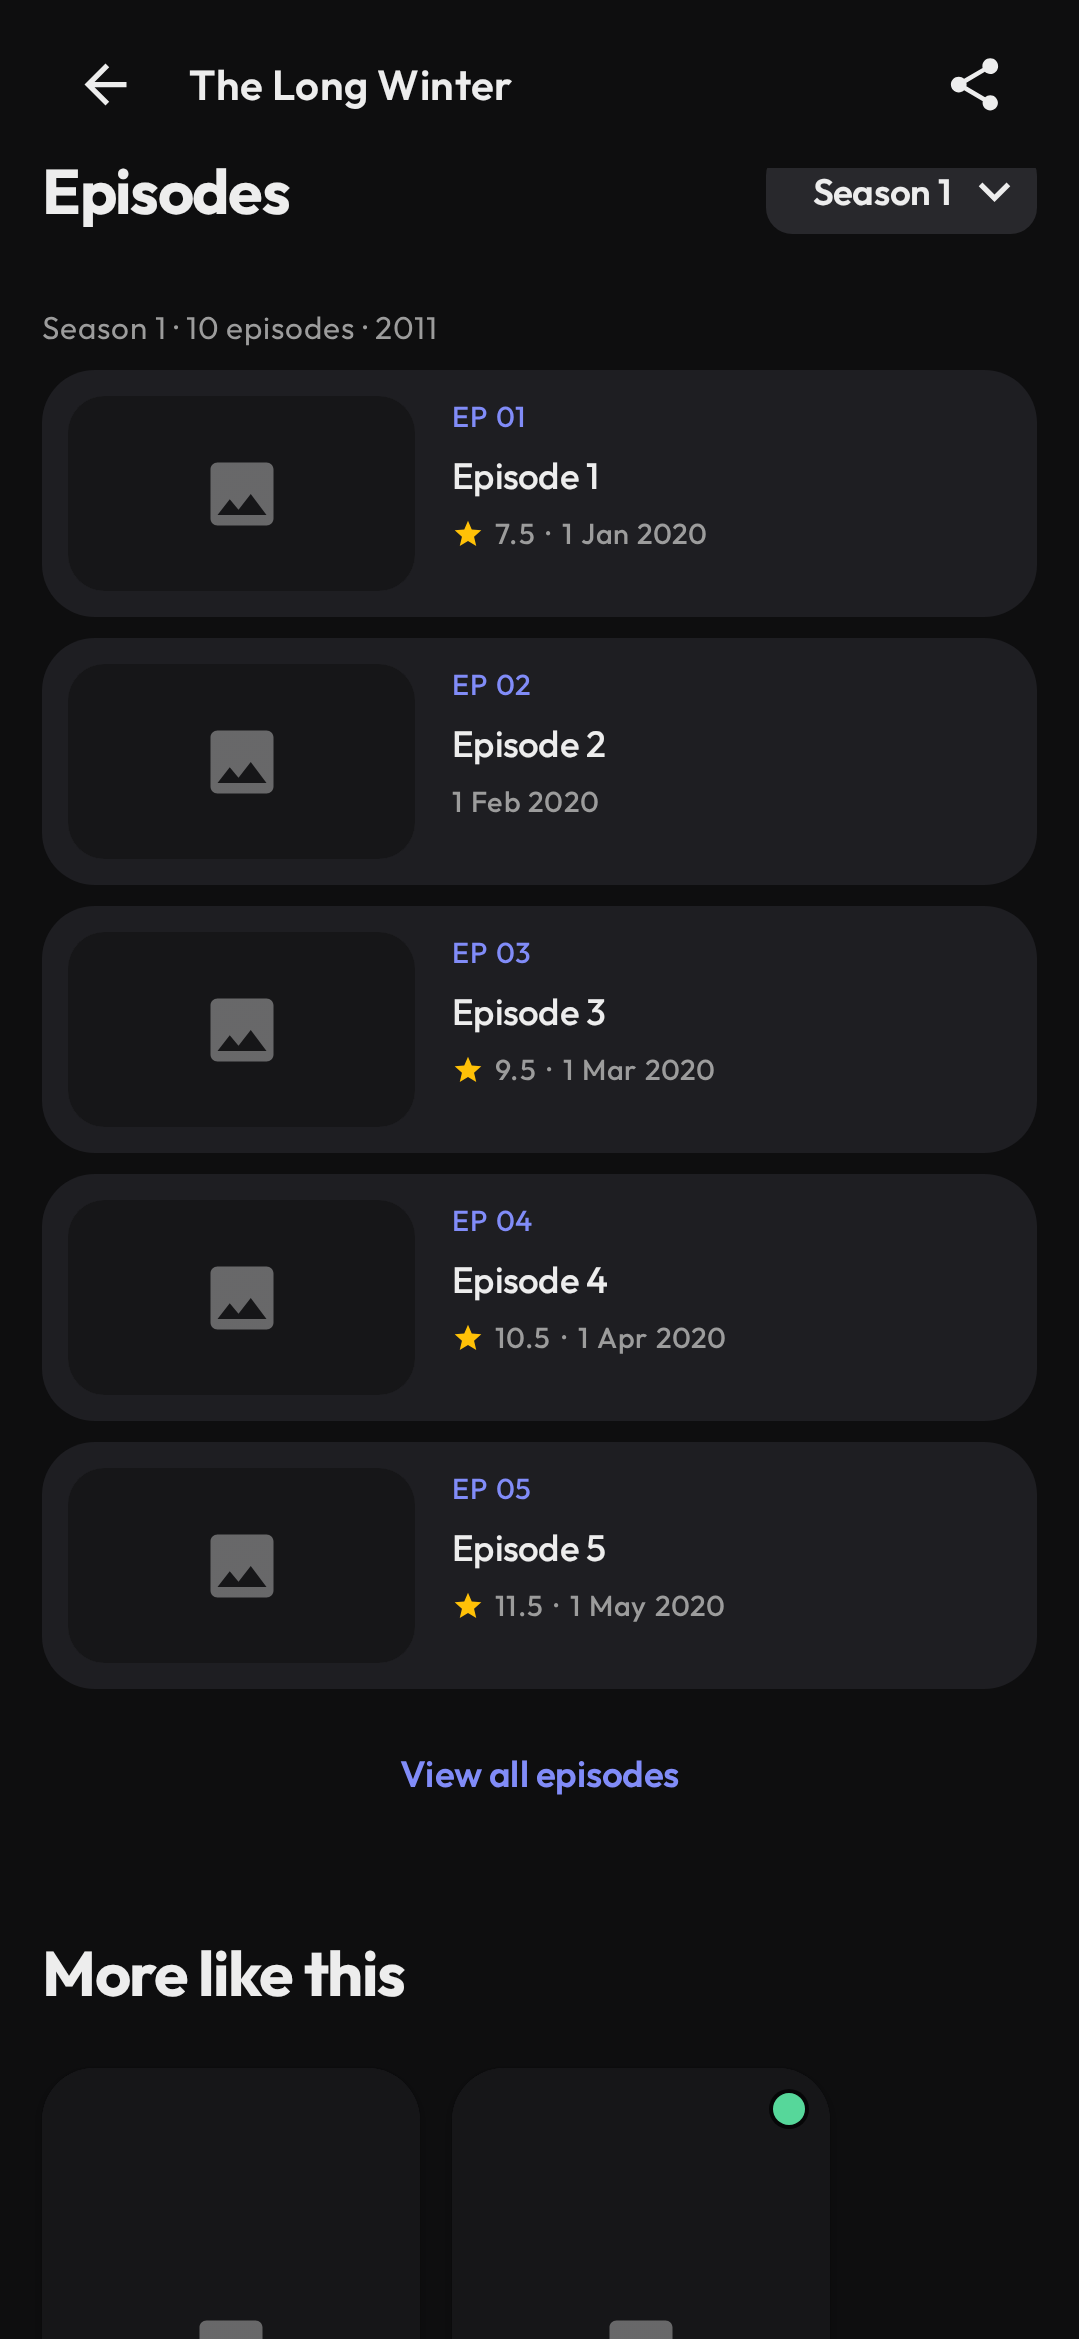 The Long Winter
Episodes
Season 1
Season 1 · 10 episodes · 2011
EP 01
Episode 1
7.5 · 1 Jan 2020
EP 02
Episode 2
1 Feb 2020
EP 03
Episode 3
9.5 · 1 Mar 2020
EP 04
Episode 4
10.5 · 1 Apr 2020
EP 05
Episode 5
11.5 · 1 May 2020
View all episodes
More like this